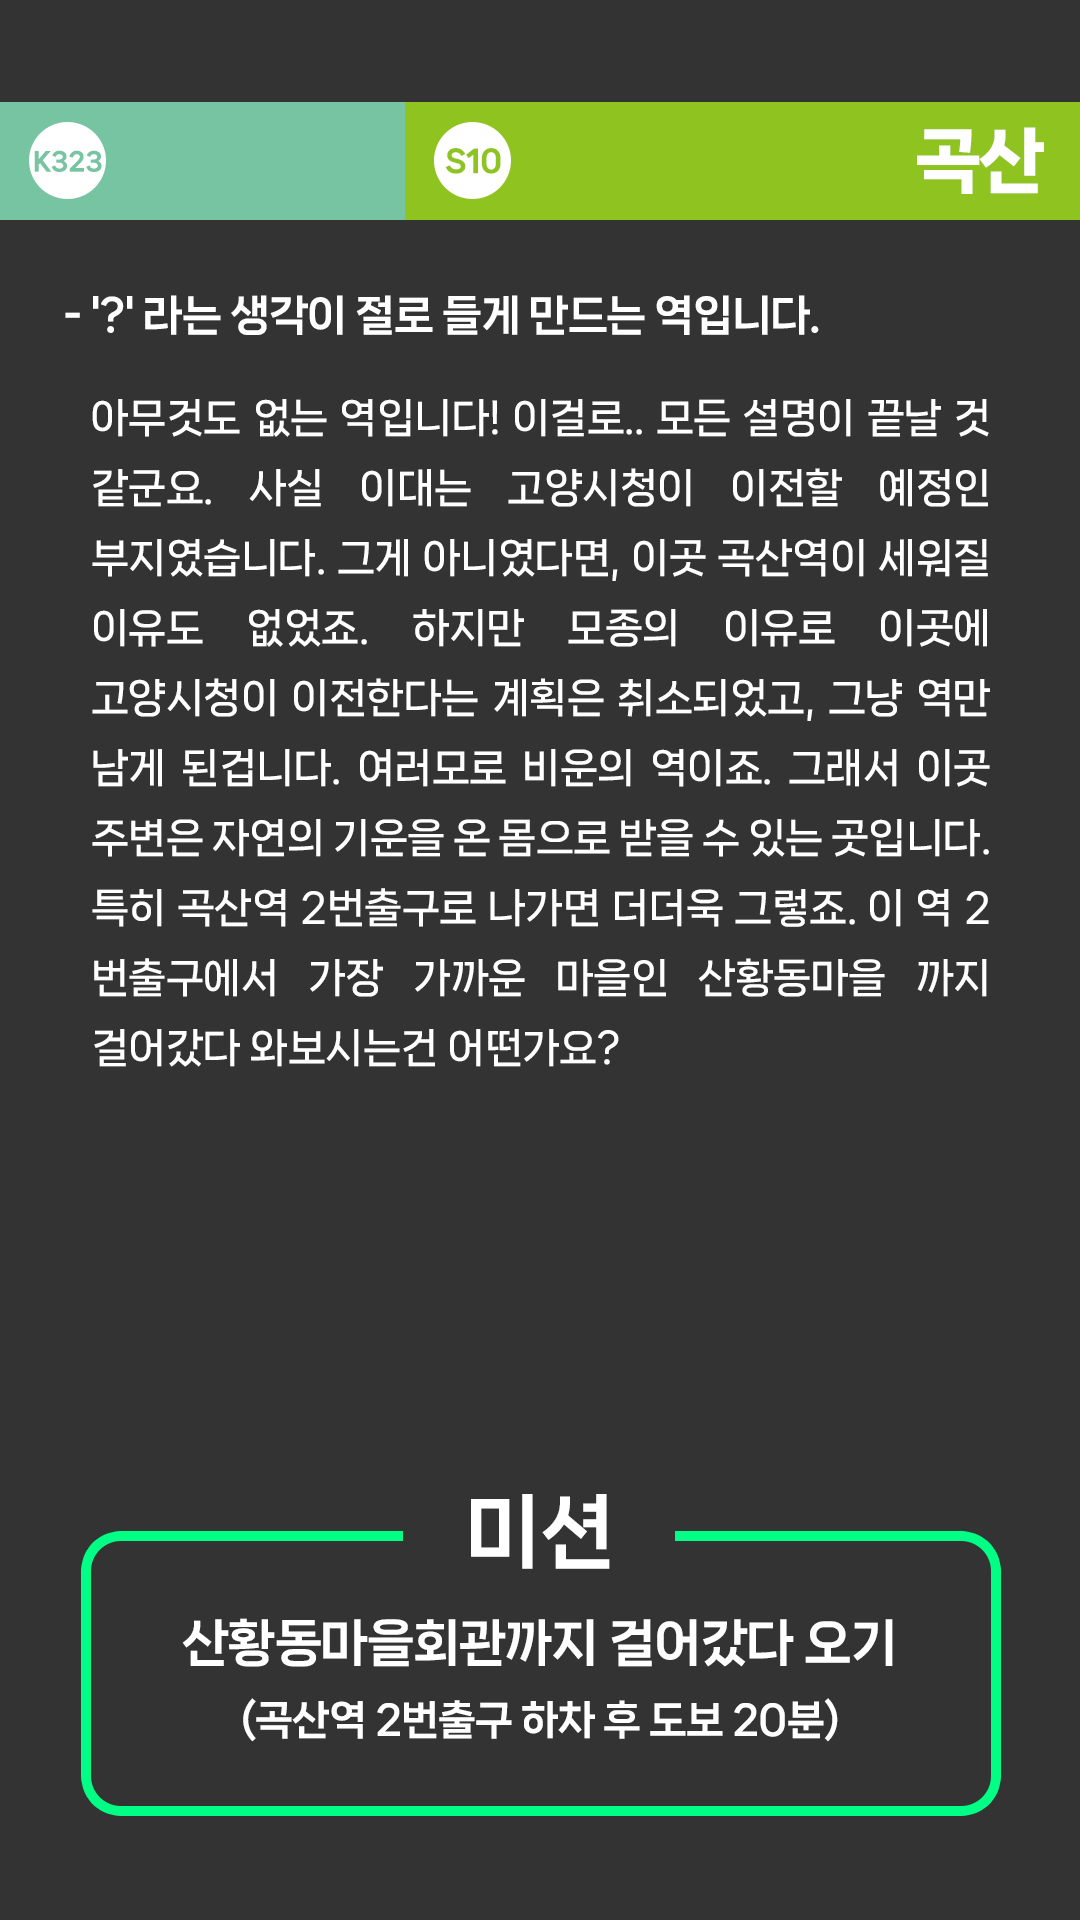 K323
S10
곡산
- '?' 라는 생각이 절로 들게 만드는 역입니다.
아무것도 없는 역입니다! 이걸로.. 모든 설명이 끝날 것
같군요. 사실 이대는 고양시청이 이전할 예정인
부지였습니다. 그게 아니였다면, 이곳 곡산역이 세워질
이유도 없었죠. 하지만 모종의 이유로 이곳에
고양시청이 이전한다는 계획은 취소되었고, 그냥 역만
남게 된겁니다. 여러모로 비운의 역이죠. 그래서 이곳
주변은 자연의 기운을 온 몸으로 받을 수 있는 곳입니다.
특히 곡산역 2번출구로 나가면 더더욱 그렇죠. 이 역 2
번출구에서 가장 가까운 마을인 산황동마을 까지
걸어갔다 와보시는건 어떤가요?
미션
산황동마을회관까지 걸어갔다 오기
(곡산역 2번출구 하차 후 도보 20분)